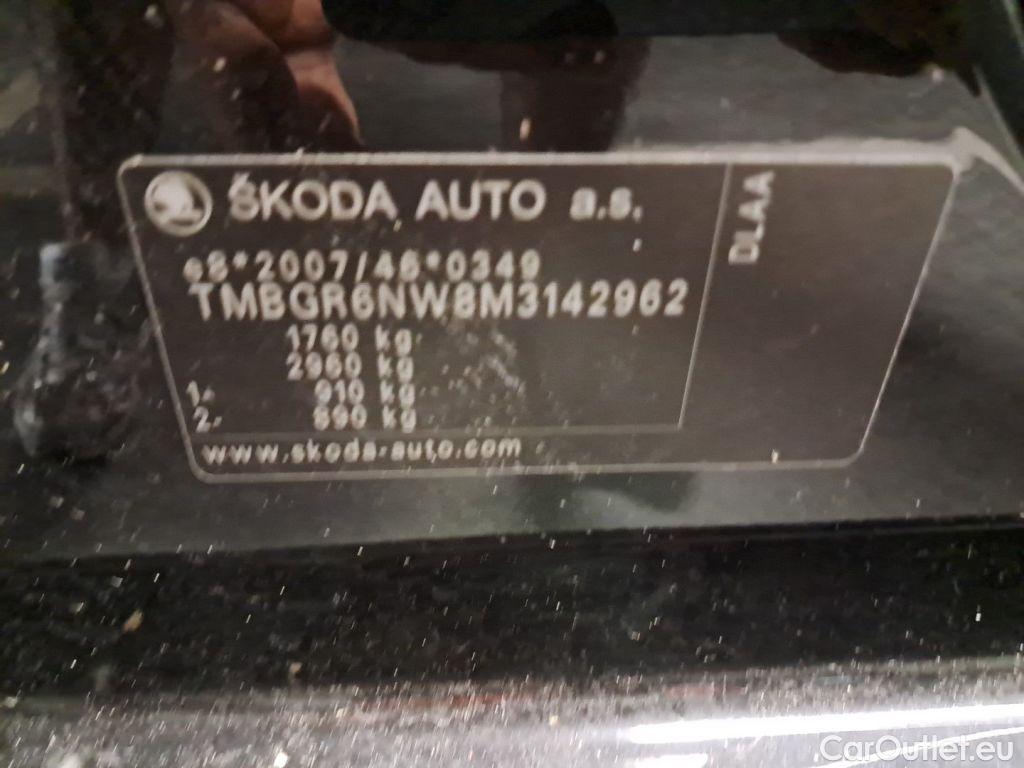 ŠKODA AUTO a.s.
DLAA
e8*2007/46*0349
TMBGR6NW8M3142962
1760 kg
2960 kg
1- 910 kg
2- 890 kg
www.skoda-auto.com
CarOutlet.eu